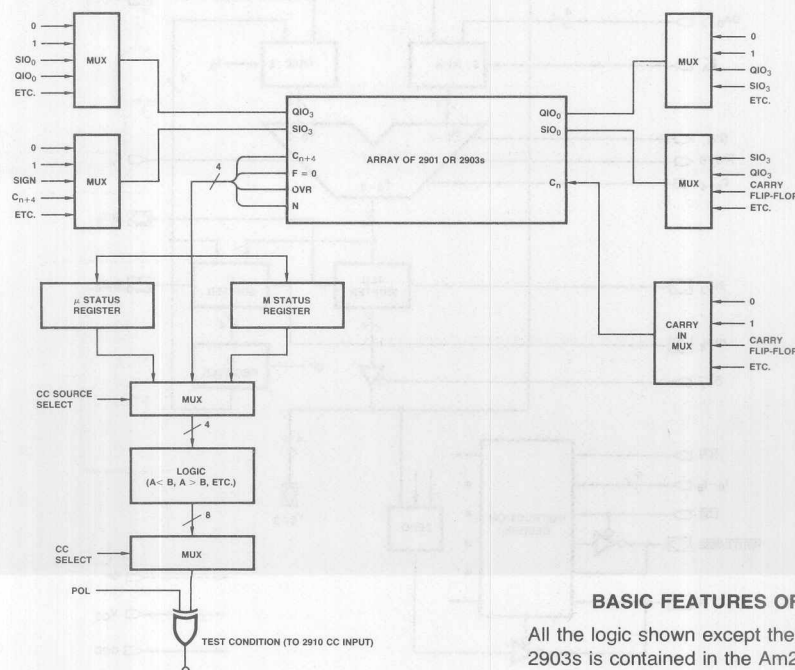 0
1
SIO₀
QIO₀
ETC.
MUX
0
1
SIGN
Cₙ₊₄
ETC.
MUX
QIO₃
SIO₃
Cₙ₊₄
F = 0
OVR
N
4
ARRAY OF 2901 OR 2903s
QIO₀
SIO₀
Cₙ
MUX
0
1
QIO₃
SIO₃
ETC.
MUX
SIO₃
QIO₃
CARRY
FLIP-FLOP
ETC.
CARRY
IN
MUX
0
1
CARRY
FLIP-FLOP
ETC.
μ STATUS
REGISTER
M STATUS
REGISTER
CC SOURCE
SELECT
MUX
4
LOGIC
(A< B, A > B, ETC.)
8
CC
SELECT
MUX
POL
TEST CONDITION (TO 2910 CC INPUT)
BASIC FEATURES OF
All the logic shown except the
2903s is contained in the Am2